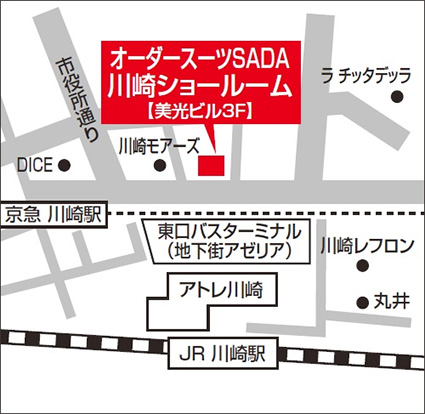 オーダースーツSADA
川崎ショールーム
【美光ビル3F】
市役所通り
ラ チッタデッラ
DICE
川崎モアーズ
京急 川崎駅
東口バスターミナル
（地下街アゼリア）
川崎レフロン
アトレ川崎
丸井
JR 川崎駅